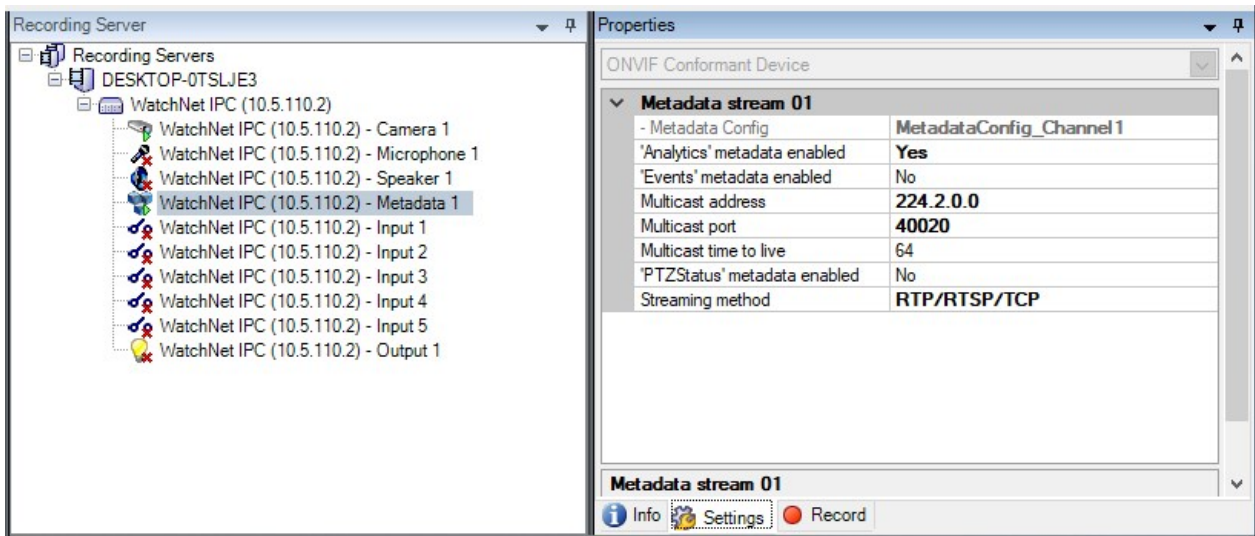 Recording Server
Recording Servers
DESKTOP-0TSLJE3
WatchNet IPC (10.5.110.2)
WatchNet IPC (10.5.110.2) - Camera 1
WatchNet IPC (10.5.110.2) - Microphone 1
WatchNet IPC (10.5.110.2) - Speaker 1
WatchNet IPC (10.5.110.2) - Metadata 1
WatchNet IPC (10.5.110.2) - Input 1
WatchNet IPC (10.5.110.2) - Input 2
WatchNet IPC (10.5.110.2) - Input 3
WatchNet IPC (10.5.110.2) - Input 4
WatchNet IPC (10.5.110.2) - Input 5
WatchNet IPC (10.5.110.2) - Output 1
Properties
ONVIF Conformant Device
Metadata stream 01
- Metadata Config MetadataConfig_Channel1
'Analytics' metadata enabled Yes
'Events' metadata enabled No
Multicast address 224.2.0.0
Multicast port 40020
Multicast time to live 64
'PTZStatus' metadata enabled No
Streaming method RTP/RTSP/TCP
Metadata stream 01
Info Settings Record